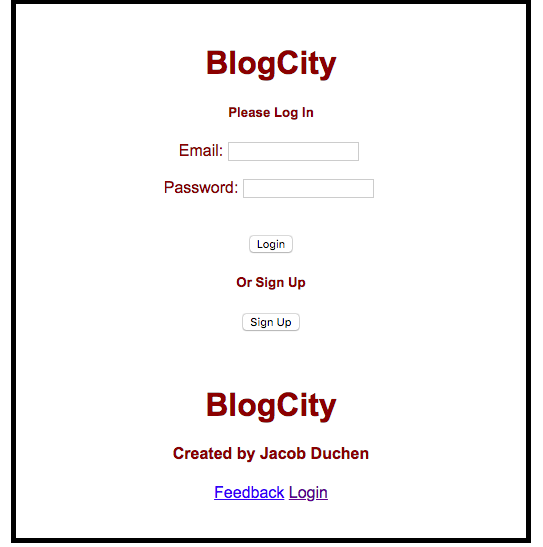 BlogCity
Please Log In
Email:
Password:
Login
Or Sign Up
Sign Up
BlogCity
Created by Jacob Duchen
Feedback Login